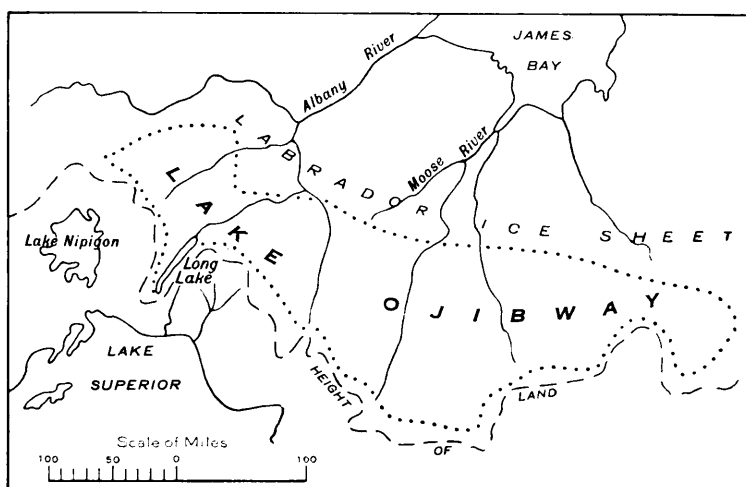 JAMES
BAY
Albany River
LABRADOR ICE SHEET
Moose River
LAKE OJIBWAY
Lake Nipigon
Long
Lake
LAKE
SUPERIOR
HEIGHT OF LAND
Scale of Miles
100 0 100